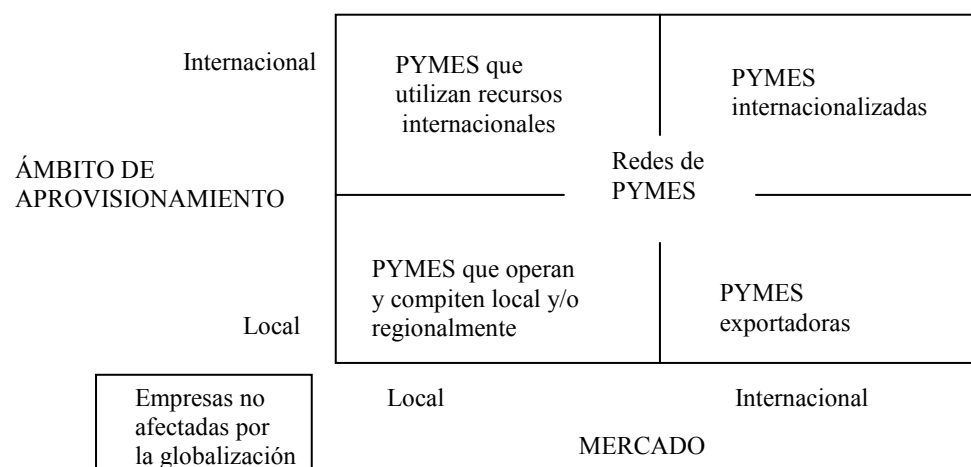 Internacional
PYMES que
utilizan recursos
internacionales
PYMES
internacionalizadas
ÁMBITO DE
APROVISIONAMIENTO
Redes de
PYMES
PYMES que operan
y compiten local y/o
regionalmente
PYMES
exportadoras
Local
Empresas no
afectadas por
la globalización
Local
Internacional
MERCADO